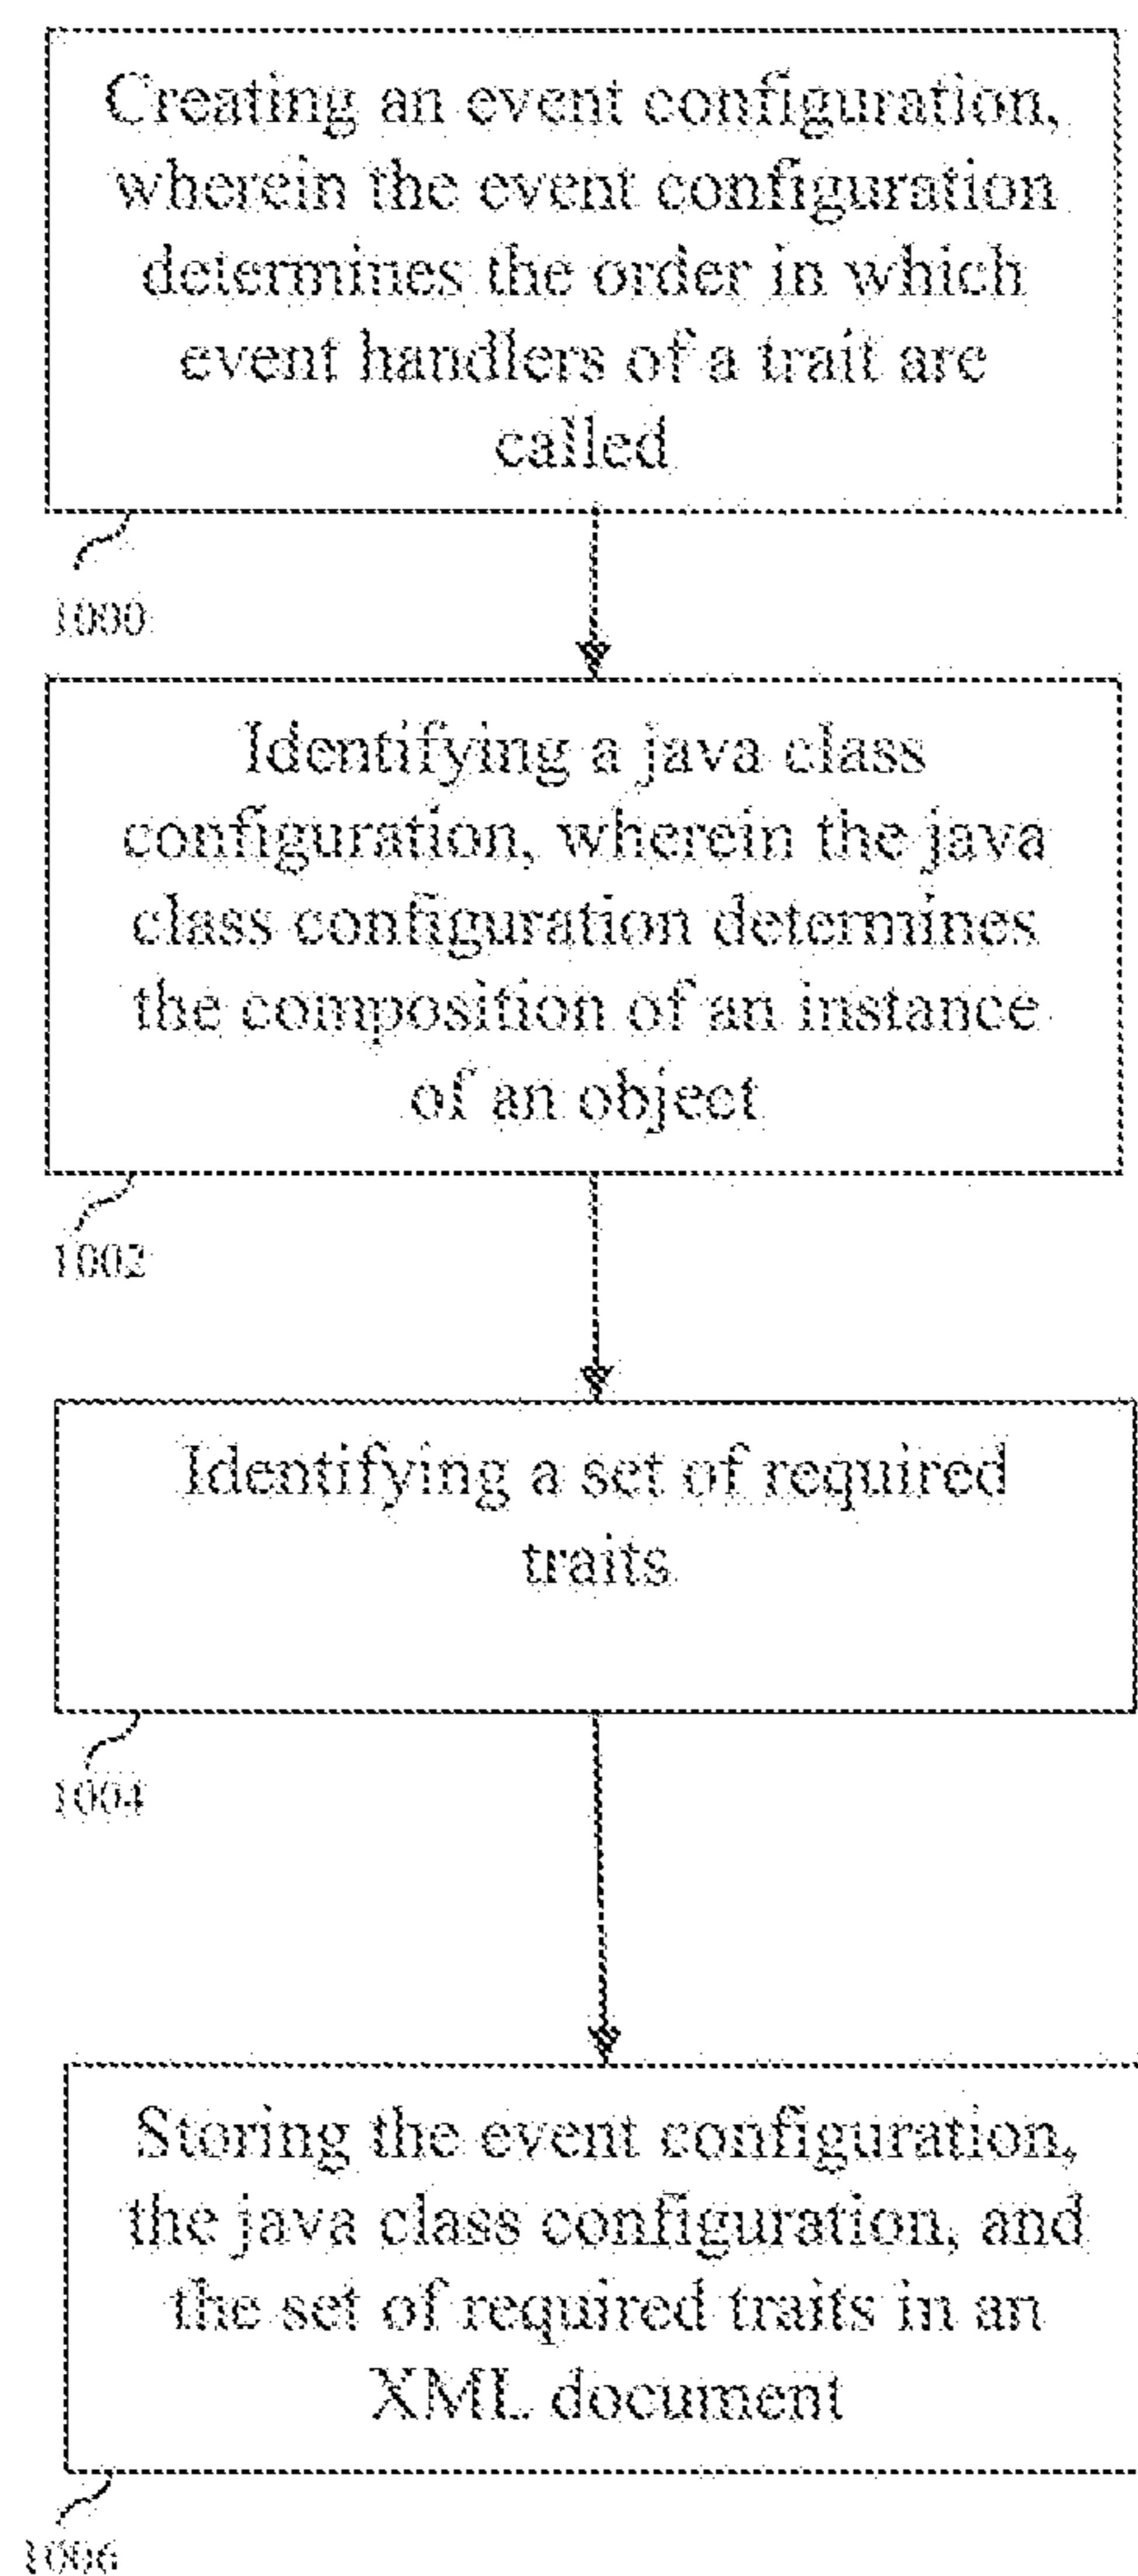 Creating an event configuration,
wherein the event configuration
determines the order in which
event handlers of a trait are
called
1000
Identifying a java class
configuration, wherein the java
class configuration determines
the composition of an instance
of an object
1002
Identifying a set of required
traits
1004
Storing the event configuration,
the java class configuration, and
the set of required traits in an
XML document
1006